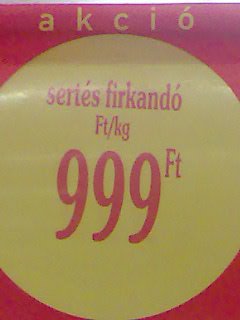 akció
sertés firkandó
Ft/kg
999 Ft